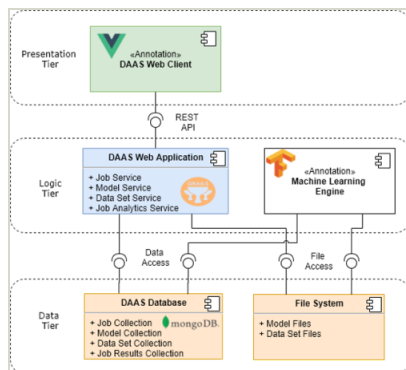 Presentation
Tier
«Annotation»
DAAS Web Client
REST
API
Logic
Tier
DAAS Web Application
+ Job Service
+ Model Service
+ Data Set Service
+ Job Analytics Service
«Annotation»
Machine Learning
Engine
Data
Access
File
Access
Data
Tier
DAAS Database
+ Job Collection
+ Model Collection
+ Data Set Collection
+ Job Results Collection
mongoDB
File System
+ Model Files
+ Data Set Files